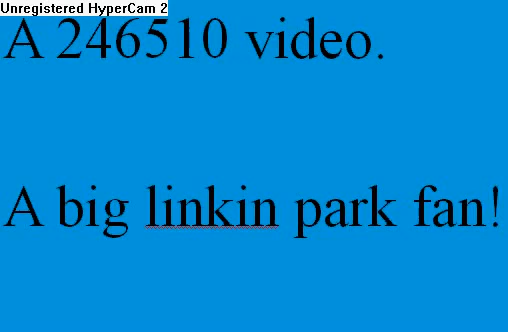 Unregistered HyperCam 2
A 246510 video.
A big linkin park fan!